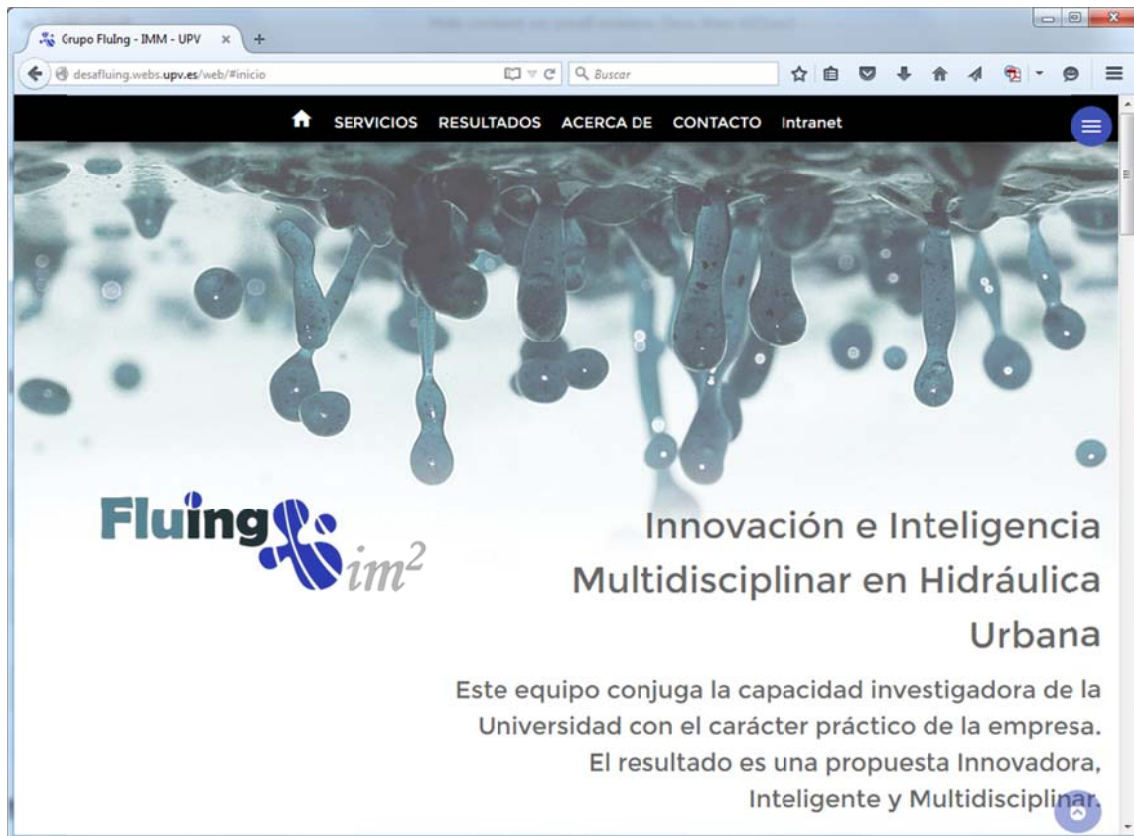 Grupo FluIng - IMM - UPV
desafluing.webs.upv.es/web/#inicio
Buscar
SERVICIOS RESULTADOS ACERCA DE CONTACTO Intranet
Fluing
im²
Innovación e Inteligencia
Multidisciplinar en Hidráulica
Urbana
Este equipo conjuga la capacidad investigadora de la
Universidad con el carácter práctico de la empresa.
El resultado es una propuesta Innovadora,
Inteligente y Multidisciplinar.